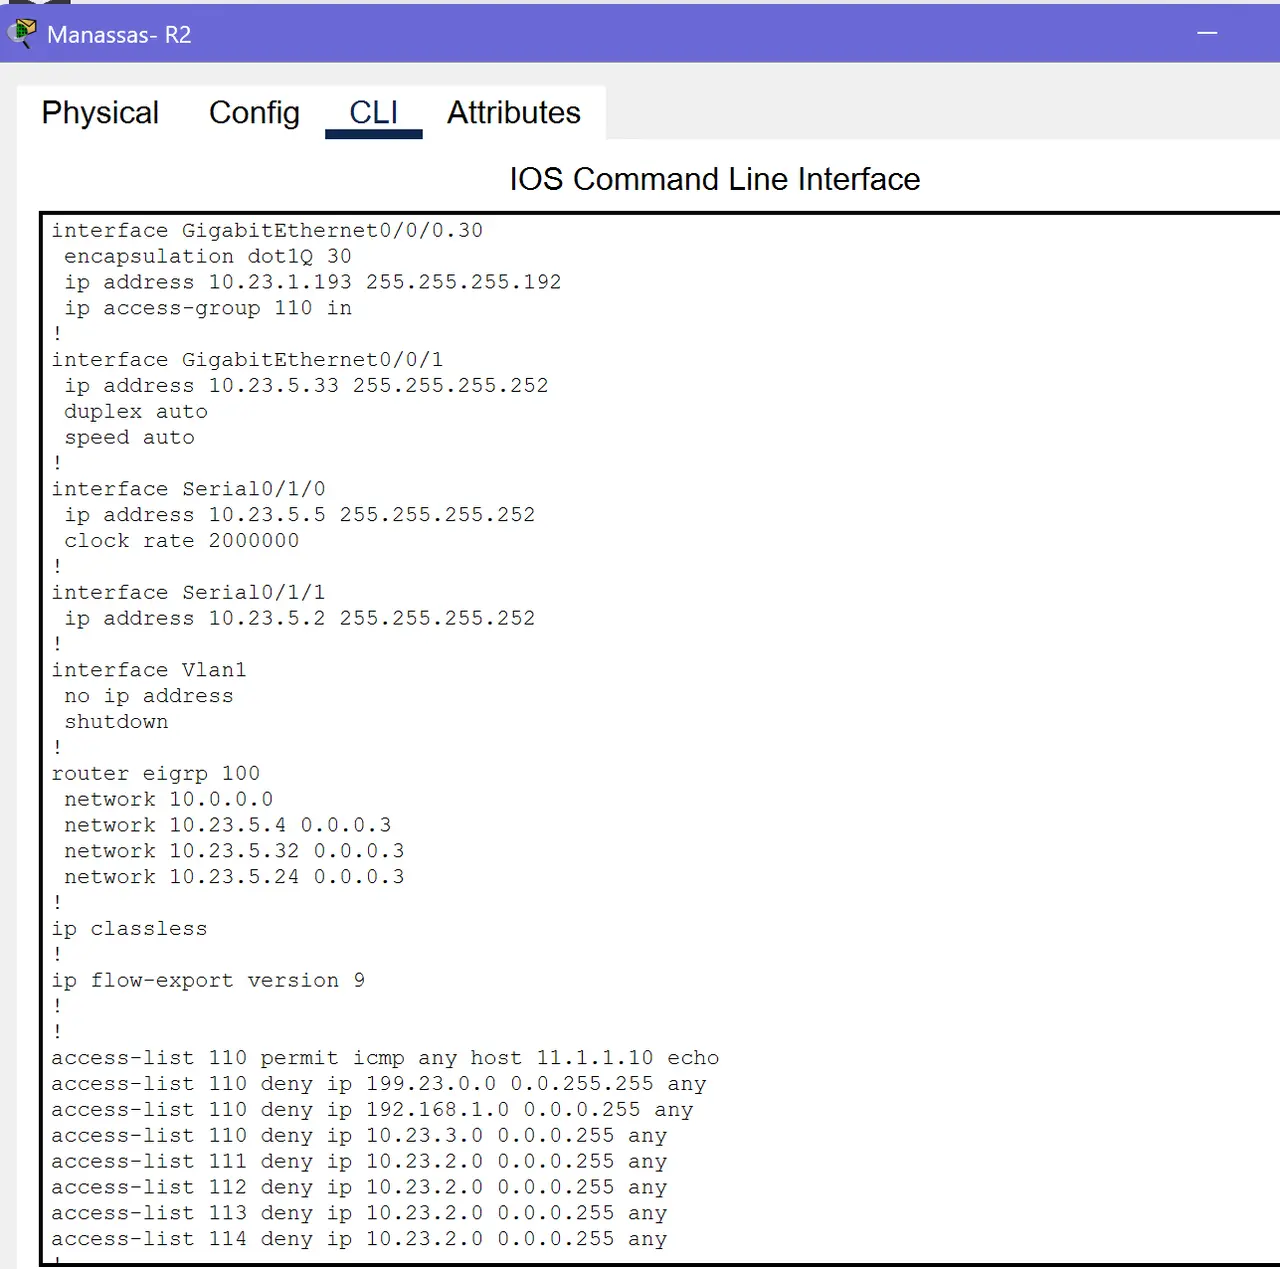 Manassas- R2
Physical Config CLI Attributes
IOS Command Line Interface
interface GigabitEthernet0/0/0.30
 encapsulation dot1Q 30
 ip address 10.23.1.193 255.255.255.192
 ip access-group 110 in
!
interface GigabitEthernet0/0/1
 ip address 10.23.5.33 255.255.255.252
 duplex auto
 speed auto
!
interface Serial0/1/0
 ip address 10.23.5.5 255.255.255.252
 clock rate 2000000
!
interface Serial0/1/1
 ip address 10.23.5.2 255.255.255.252
!
interface Vlan1
 no ip address
 shutdown
!
router eigrp 100
 network 10.0.0.0
 network 10.23.5.4 0.0.0.3
 network 10.23.5.32 0.0.0.3
 network 10.23.5.24 0.0.0.3
!
ip classless
!
ip flow-export version 9
!
!
access-list 110 permit icmp any host 11.1.1.10 echo
access-list 110 deny ip 199.23.0.0 0.0.255.255 any
access-list 110 deny ip 192.168.1.0 0.0.0.255 any
access-list 110 deny ip 10.23.3.0 0.0.0.255 any
access-list 111 deny ip 10.23.2.0 0.0.0.255 any
access-list 112 deny ip 10.23.2.0 0.0.0.255 any
access-list 113 deny ip 10.23.2.0 0.0.0.255 any
access-list 114 deny ip 10.23.2.0 0.0.0.255 any
!